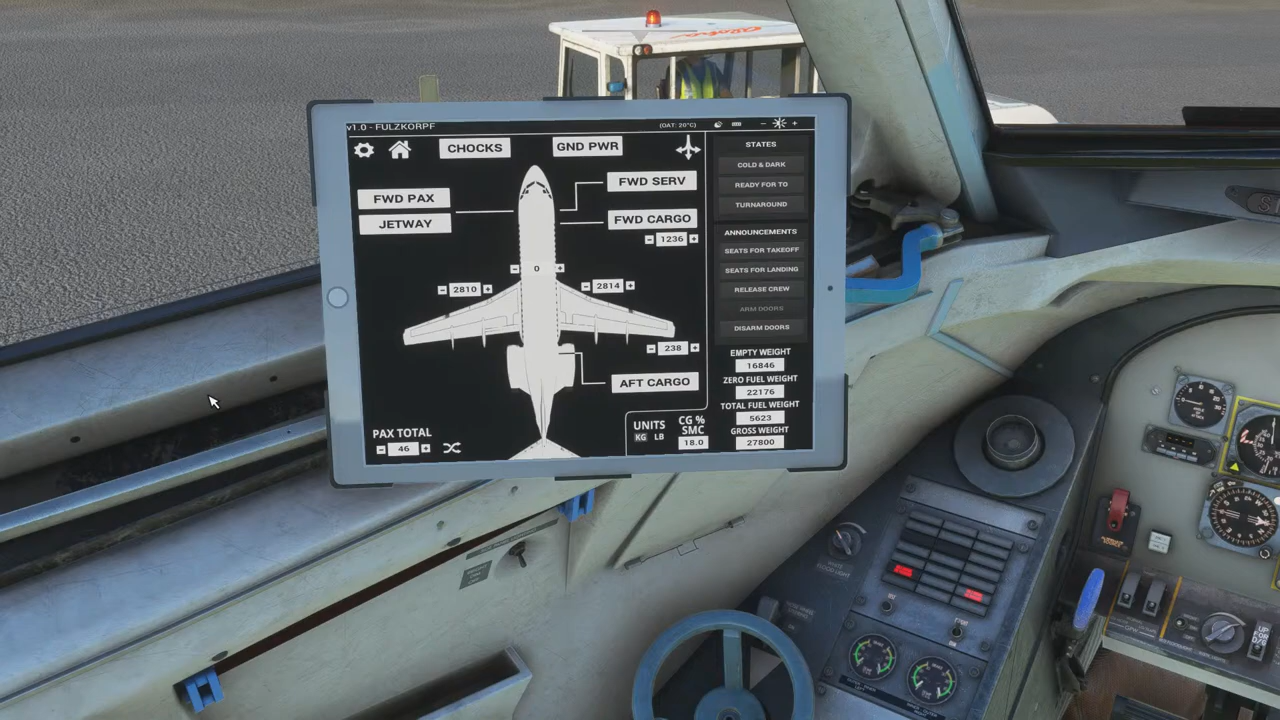 v1.0 - FULZKORPF
(OAT: 20°C)
CHOCKS
GND PWR
FWD PAX
JETWAY
FWD SERV
FWD CARGO
1236
0
2810
2814
238
AFT CARGO
PAX TOTAL
46
UNITS
KG LB
CG %
SMC
18.0
STATES
COLD & DARK
READY FOR TO
TURNAROUND
ANNOUNCEMENTS
SEATS FOR TAKEOFF
SEATS FOR LANDING
RELEASE CREW
ARM DOORS
DISARM DOORS
EMPTY WEIGHT
16846
ZERO FUEL WEIGHT
22176
TOTAL FUEL WEIGHT
5623
GROSS WEIGHT
27800